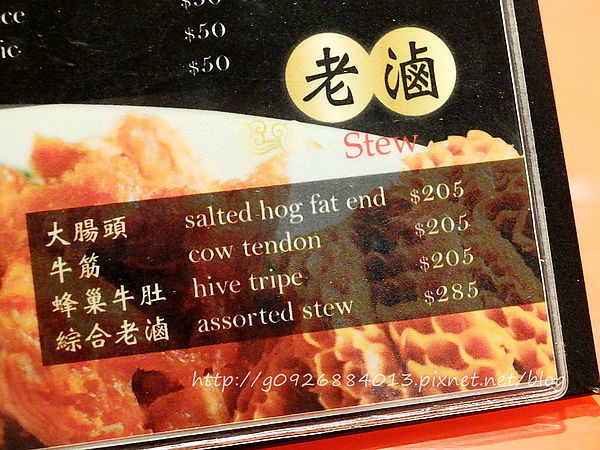 $50
ic $50
$50
老滷
Stew
大腸頭 salted hog fat end $205
牛筋 cow tendon $205
蜂巢牛肚 hive tripe $205
綜合老滷 assorted stew $285
http://g0926884013.pixnet.net/blog